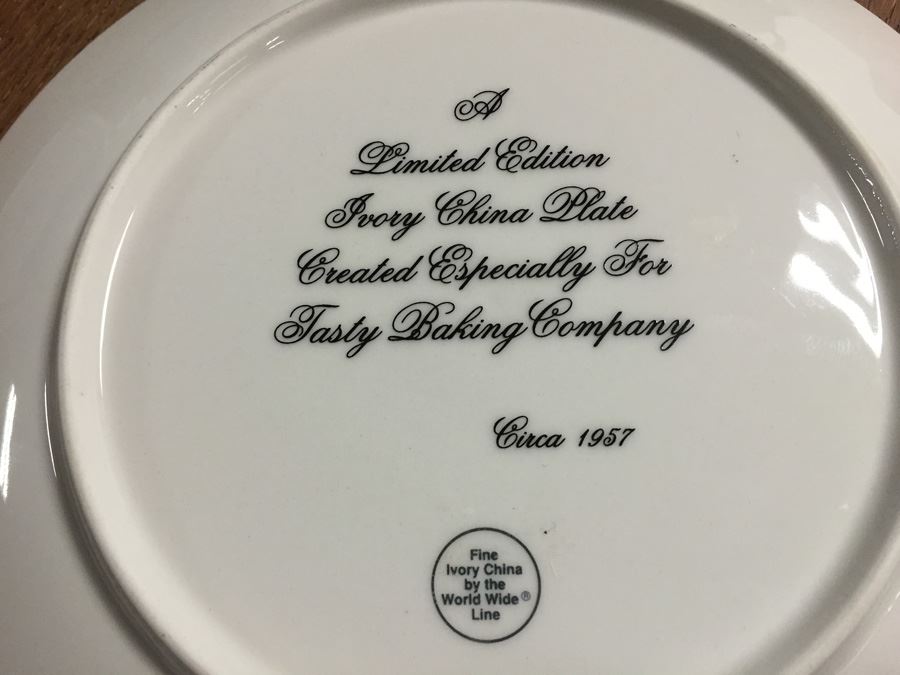 A
Limited Edition
Ivory China Plate
Created Especially For
Tasty Baking Company
Circa 1957
Fine
Ivory China
by the
World Wide®
Line